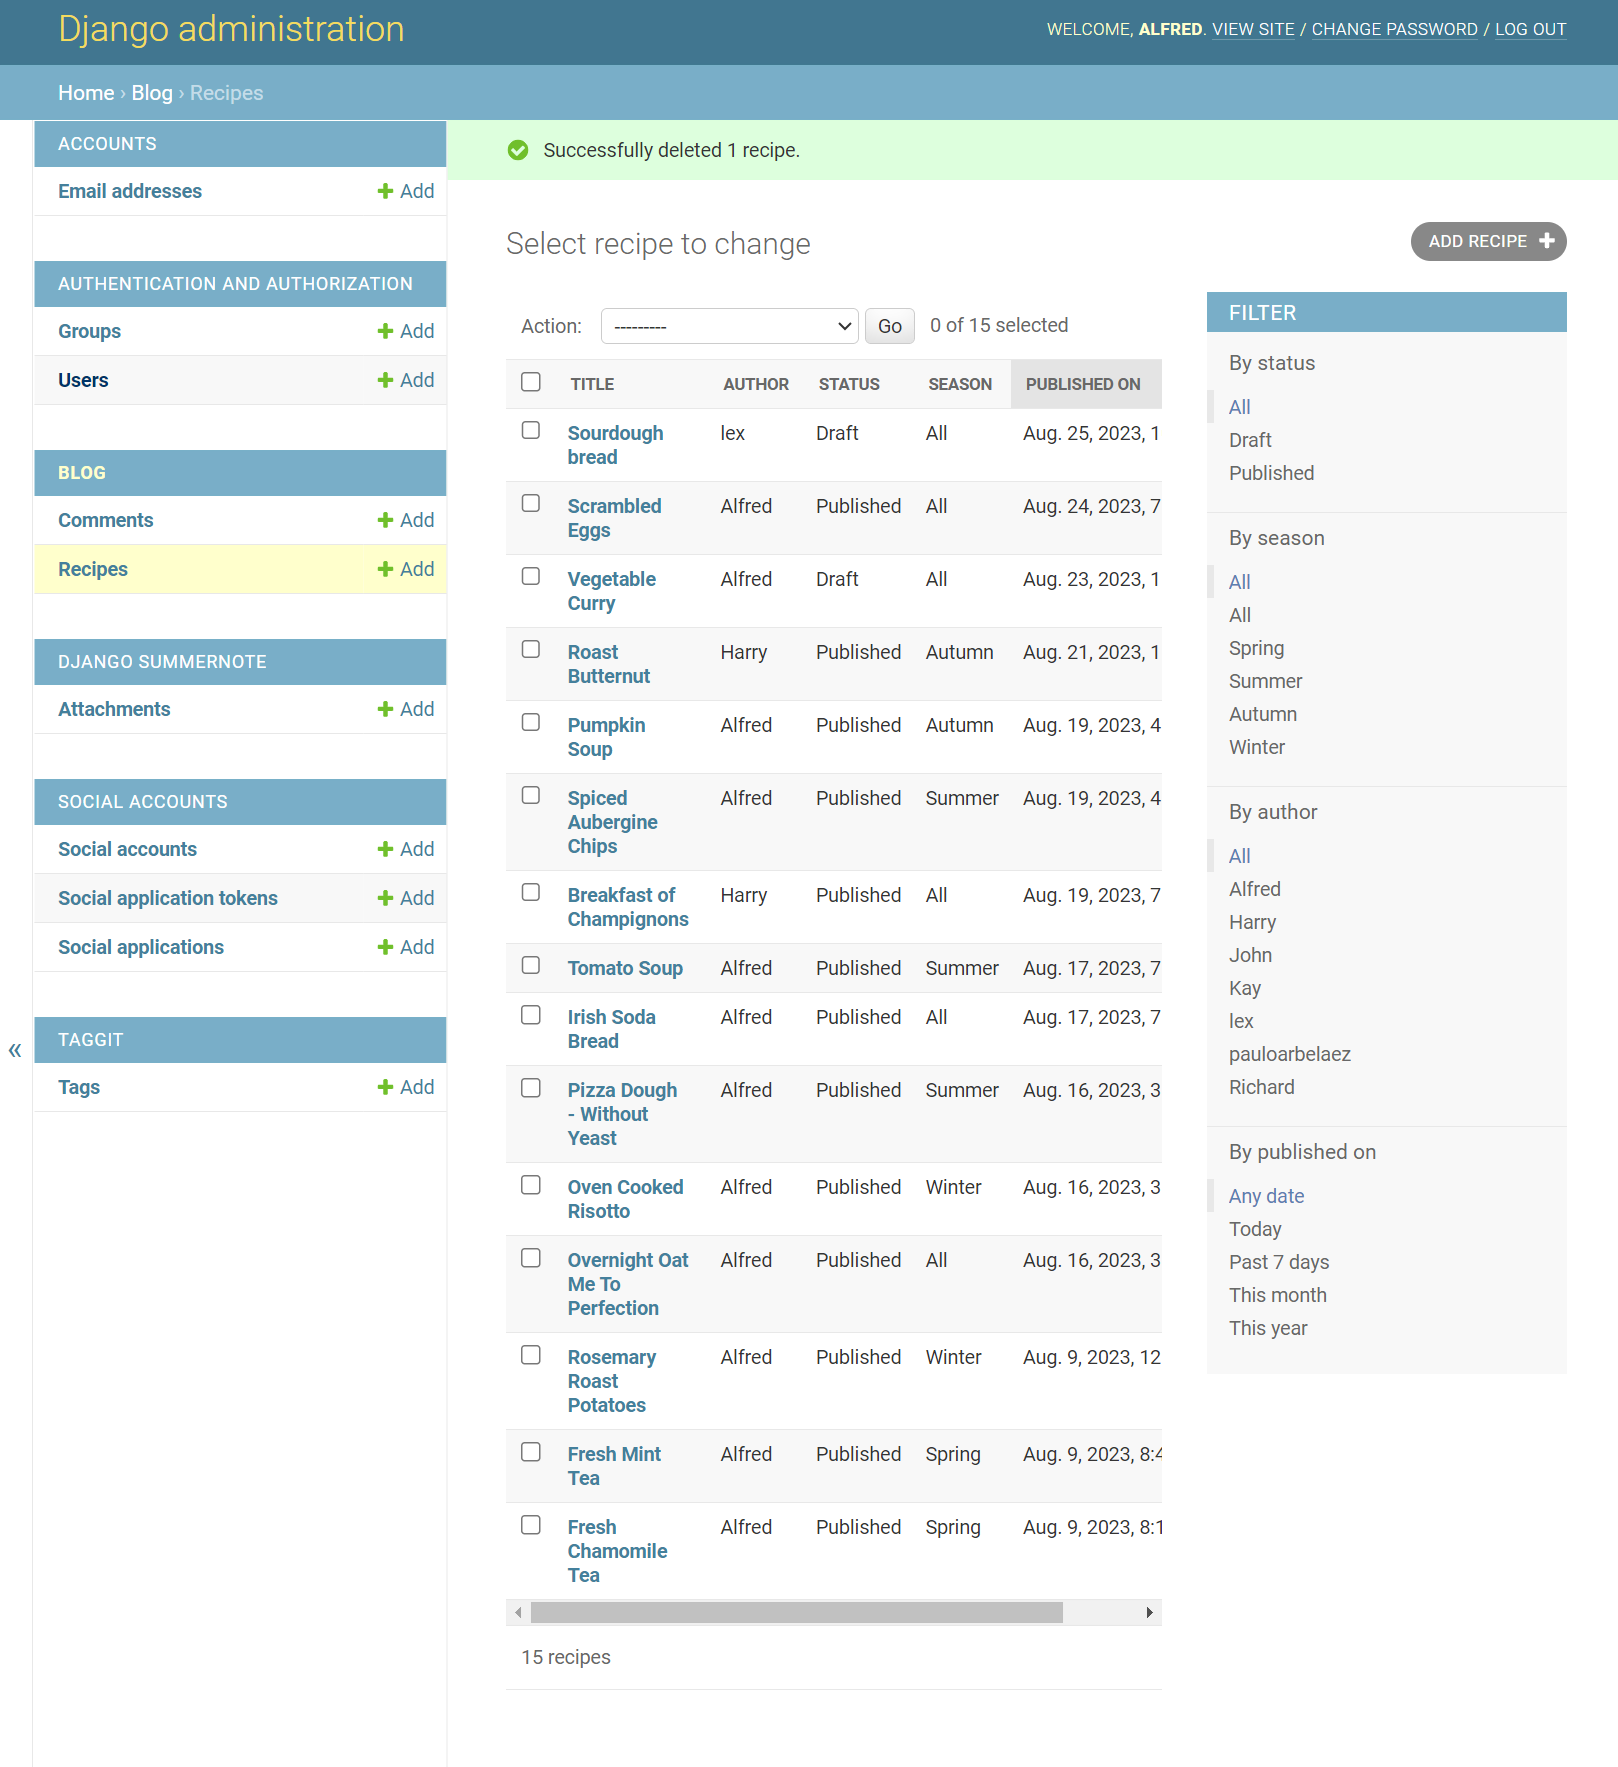 Django administration
WELCOME, ALFRED. VIEW SITE / CHANGE PASSWORD / LOG OUT
Home › Blog › Recipes
ACCOUNTS
Email addresses Add
AUTHENTICATION AND AUTHORIZATION
Groups Add
Users Add
BLOG
Comments Add
Recipes Add
DJANGO SUMMERNOTE
Attachments Add
SOCIAL ACCOUNTS
Social accounts Add
Social application tokens Add
Social applications Add
TAGGIT
Tags Add
«
Successfully deleted 1 recipe.
Select recipe to change
ADD RECIPE
Action: --------- Go 0 of 15 selected
TITLE AUTHOR STATUS SEASON PUBLISHED ON
Sourdough lex Draft All Aug. 25, 2023, 1
bread
Scrambled Alfred Published All Aug. 24, 2023, 7
Eggs
Vegetable Alfred Draft All Aug. 23, 2023, 1
Curry
Roast Harry Published Autumn Aug. 21, 2023, 1
Butternut
Pumpkin Alfred Published Autumn Aug. 19, 2023, 4
Soup
Spiced Alfred Published Summer Aug. 19, 2023, 4
Aubergine
Chips
Breakfast of Harry Published All Aug. 19, 2023, 7
Champignons
Tomato Soup Alfred Published Summer Aug. 17, 2023, 7
Irish Soda Alfred Published All Aug. 17, 2023, 7
Bread
Pizza Dough Alfred Published Summer Aug. 16, 2023, 3
- Without
Yeast
Oven Cooked Alfred Published Winter Aug. 16, 2023, 3
Risotto
Overnight Oat Alfred Published All Aug. 16, 2023, 3
Me To
Perfection
Rosemary Alfred Published Winter Aug. 9, 2023, 12
Roast
Potatoes
Fresh Mint Alfred Published Spring Aug. 9, 2023, 8:4
Tea
Fresh Alfred Published Spring Aug. 9, 2023, 8:1
Chamomile
Tea
15 recipes
FILTER
By status
All
Draft
Published
By season
All
All
Spring
Summer
Autumn
Winter
By author
All
Alfred
Harry
John
Kay
lex
pauloarbelaez
Richard
By published on
Any date
Today
Past 7 days
This month
This year